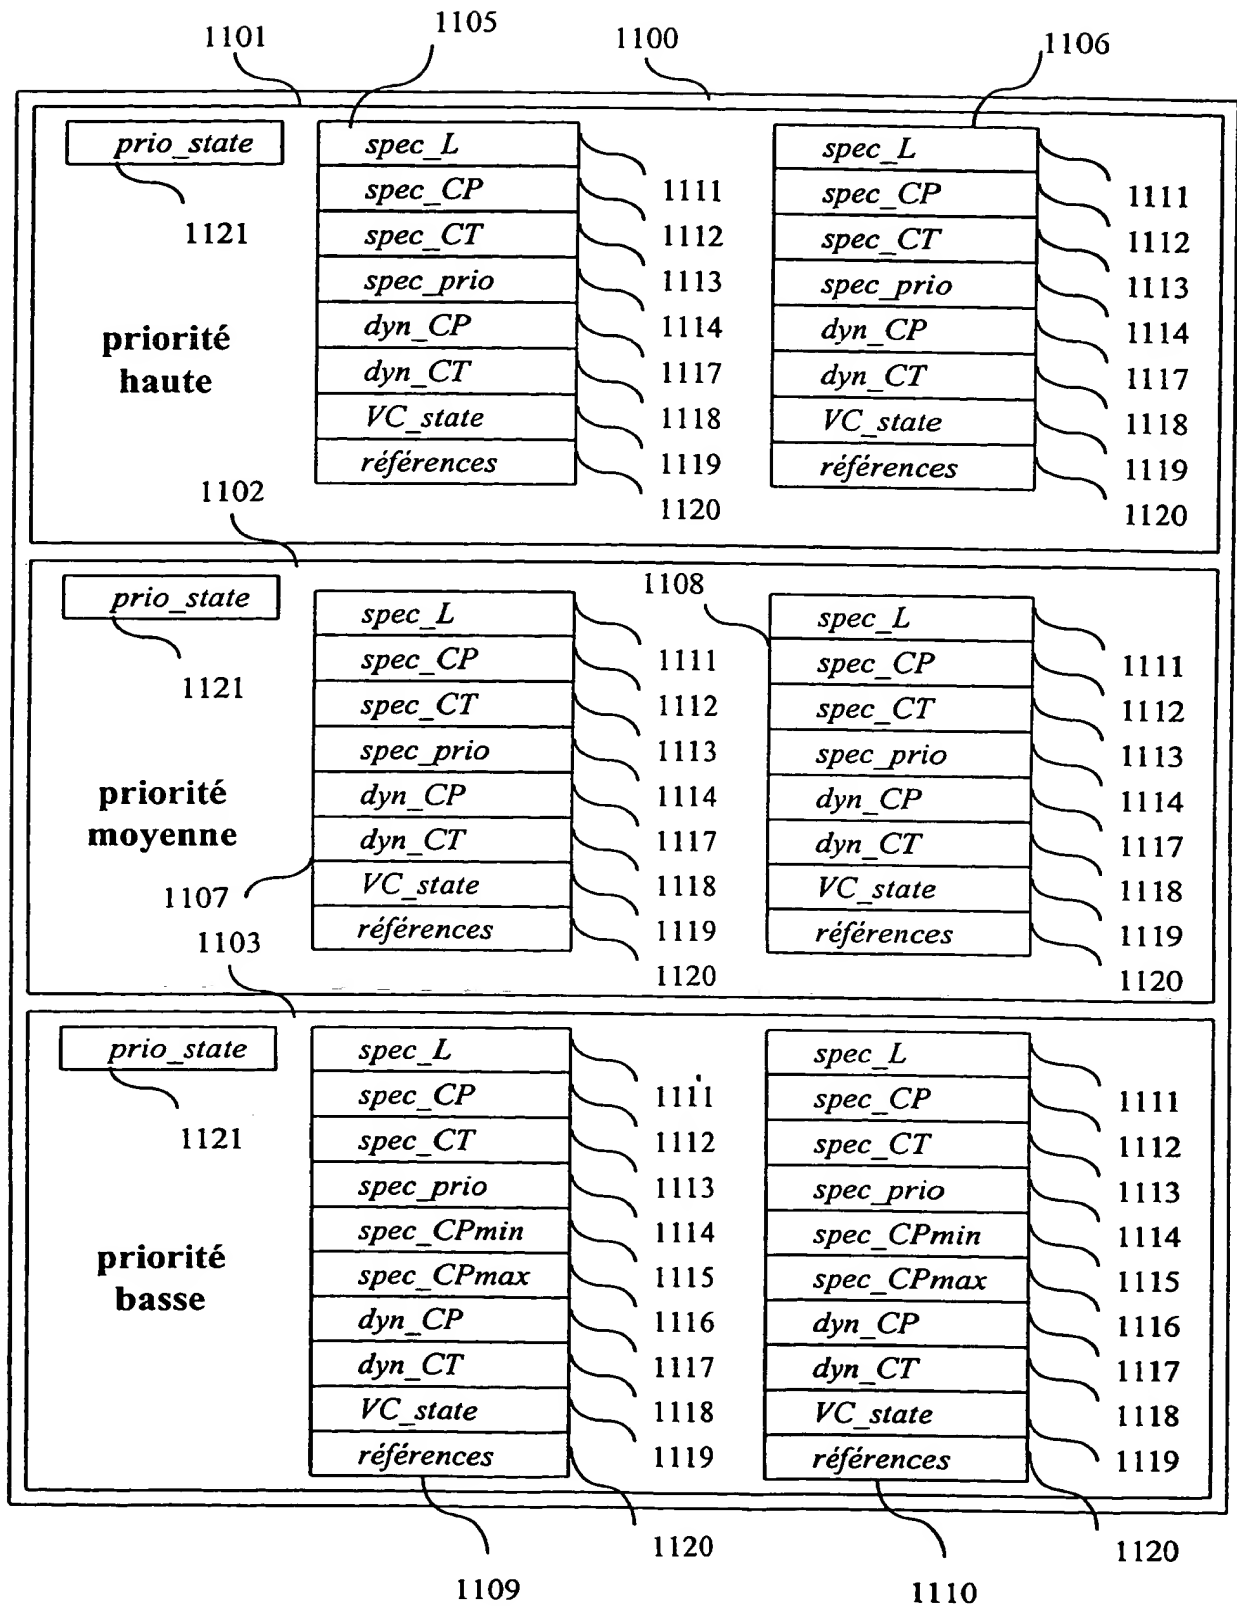 1101 1105 1100 1106
prio_state spec_L spec_L
spec_CP 1111 spec_CP 1111
1121 spec_CT 1112 spec_CT 1112
spec_prio 1113 spec_prio 1113
priorité dyn_CP 1114 dyn_CP 1114
haute dyn_CT 1117 dyn_CT 1117
VC_state 1118 VC_state 1118
références 1119 références 1119
1102 1120 1120
prio_state 1108
spec_L spec_L
1121 spec_CP 1111 spec_CP 1111
spec_CT 1112 spec_CT 1112
spec_prio 1113 spec_prio 1113
priorité dyn_CP 1114 dyn_CP 1114
moyenne dyn_CT 1117 dyn_CT 1117
1107 VC_state 1118 VC_state 1118
1103 références 1119 références 1119
1120 1120
prio_state spec_L spec_L
spec_CP 1111 spec_CP 1111
1121 spec_CT 1112 spec_CT 1112
spec_prio 1113 spec_prio 1113
spec_CPmin 1114 spec_CPmin 1114
priorité spec_CPmax 1115 spec_CPmax 1115
basse dyn_CP 1116 dyn_CP 1116
dyn_CT 1117 dyn_CT 1117
VC_state 1118 VC_state 1118
références 1119 références 1119
1120 1120
1109 1110